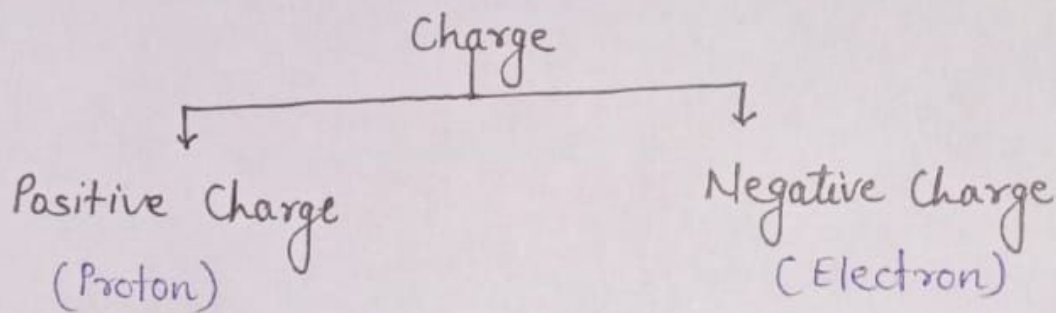 Charge
Positive Charge
(Proton)
Negative Charge
(Electron)